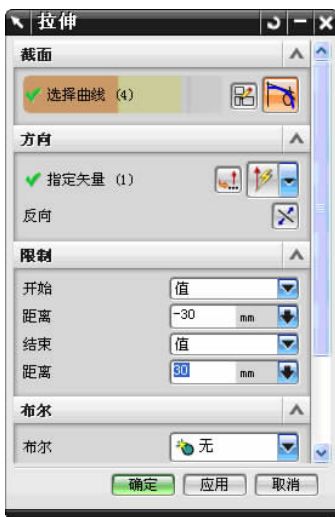 拉伸
截面
选择曲线 (4)
方向
指定矢量 (1)
反向
限制
开始 值
距离 -30 mm
结束 值
距离 30 mm
布尔
布尔 无
确定 应用 取消